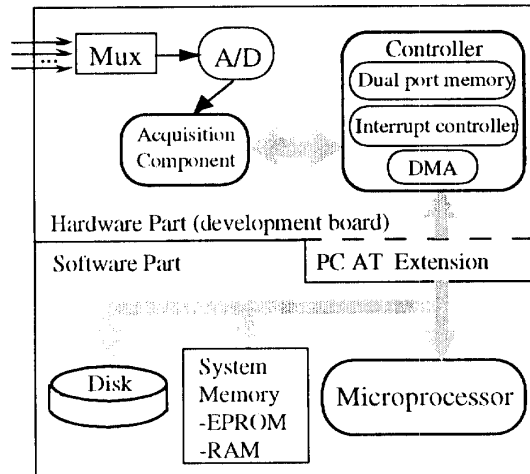 Mux
...
A/D
Controller
Dual port memory
Interrupt controller
DMA
Acquisition
Component
Hardware Part (development board)
Software Part
PC AT Extension
Disk
System
Memory
-EPROM
-RAM
Microprocessor